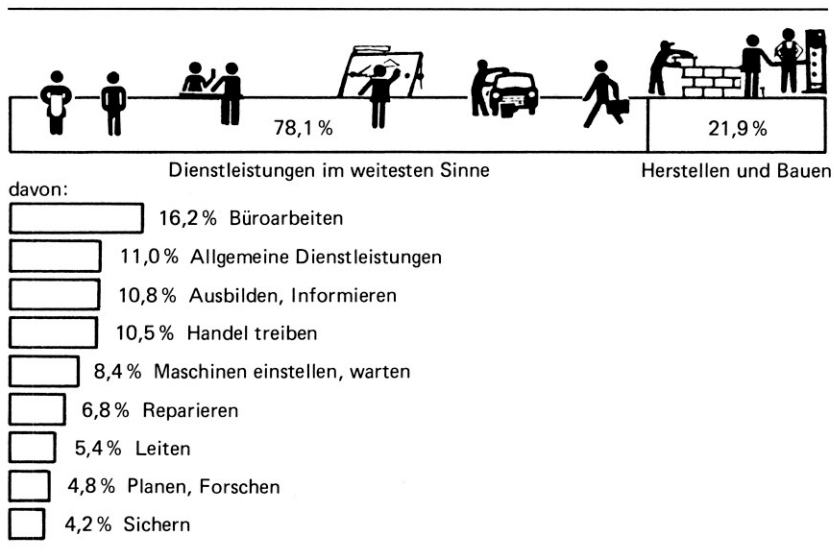 78,1 % 21,9 %
Dienstleistungen im weitesten Sinne Herstellen und Bauen
davon:
16,2 % Büroarbeiten
11,0 % Allgemeine Dienstleistungen
10,8 % Ausbilden, Informieren
10,5 % Handel treiben
8,4 % Maschinen einstellen, warten
6,8 % Reparieren
5,4 % Leiten
4,8 % Planen, Forschen
4,2 % Sichern